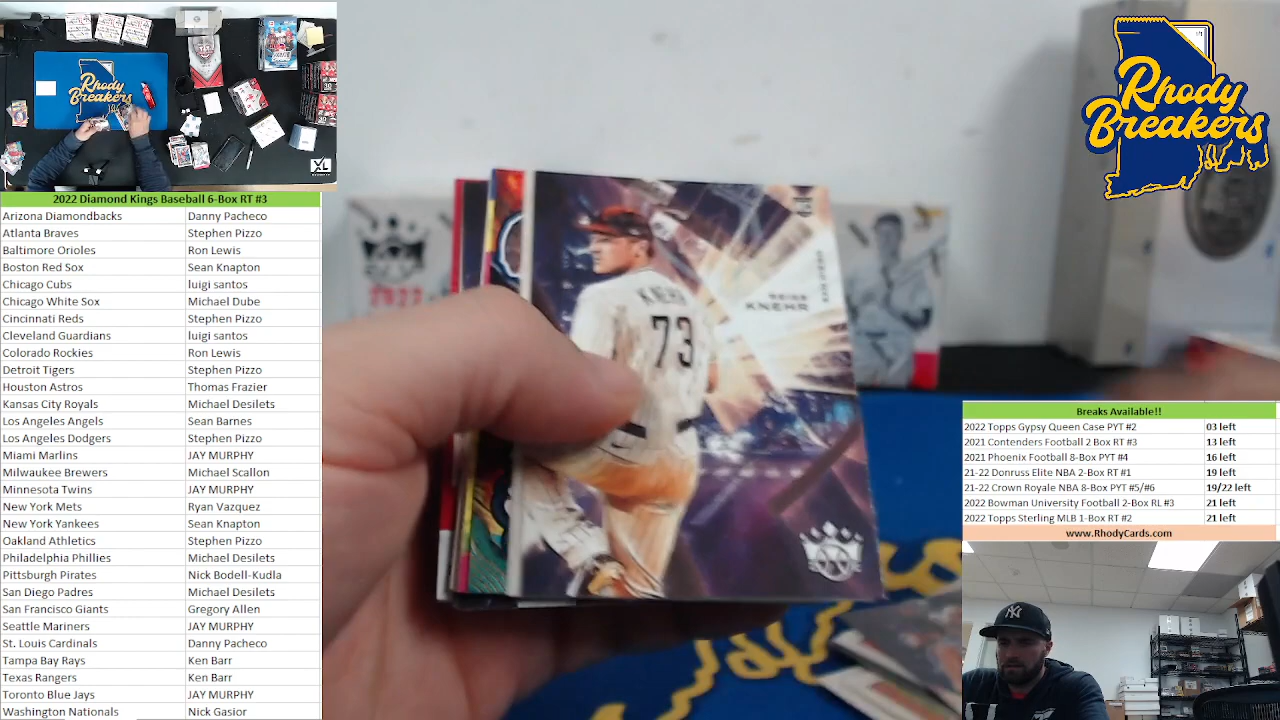 Rhody
Breakers
XL
2022 Diamond Kings Baseball 6-Box RT #3
Arizona Diamondbacks Danny Pacheco
Atlanta Braves Stephen Pizzo
Baltimore Orioles Ron Lewis
Boston Red Sox Sean Knapton
Chicago Cubs luigi santos
Chicago White Sox Michael Dube
Cincinnati Reds Stephen Pizzo
Cleveland Guardians luigi santos
Colorado Rockies Ron Lewis
Detroit Tigers Stephen Pizzo
Houston Astros Thomas Frazier
Kansas City Royals Michael Desilets
Los Angeles Angels Sean Barnes
Los Angeles Dodgers Stephen Pizzo
Miami Marlins JAY MURPHY
Milwaukee Brewers Michael Scallon
Minnesota Twins JAY MURPHY
New York Mets Ryan Vazquez
New York Yankees Sean Knapton
Oakland Athletics Stephen Pizzo
Philadelphia Phillies Michael Desilets
Pittsburgh Pirates Nick Bodell-Kudla
San Diego Padres Michael Desilets
San Francisco Giants Gregory Allen
Seattle Mariners JAY MURPHY
St. Louis Cardinals Danny Pacheco
Tampa Bay Rays Ken Barr
Texas Rangers Ken Barr
Toronto Blue Jays JAY MURPHY
Washington Nationals Nick Gasior
2022
KNEHR
73
REISS
KNEHR
SAN DIEGO
DK
1/1
Rhody
Breakers
Breaks Available!!
2022 Topps Gypsy Queen Case PYT #2 03 left
2021 Contenders Football 2 Box RT #3 13 left
2021 Phoenix Football 8-Box PYT #4 16 left
21-22 Donruss Elite NBA 2-Box RT #1 19 left
21-22 Crown Royale NBA 8-Box PYT #5/#6 19/22 left
2022 Bowman University Football 2-Box RL #3 21 left
2022 Topps Sterling MLB 1-Box RT #2 21 left
www.RhodyCards.com